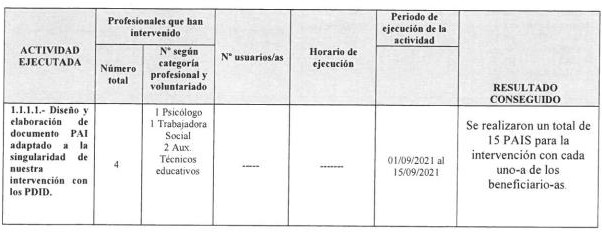 ACTIVIDAD
EJECUTADA
Profesionales que han
intervenido
Número
total
Nº según
categoría
profesional y
voluntariado
Nº usuarios/as
Horario de
ejecución
Periodo de
ejecución de la
actividad
RESULTADO
CONSEGUIDO
1.1.1.1.- Diseño y
elaboración de
documento PAI
adaptado a la
singularidad de
nuestra
intervención con
los PDID.
4
1 Psicólogo
1 Trabajadora
Social
2 Aux.
Técnicos
educativos
-----
-------
01/09/2021 al
15/09/2021
Se realizaron un total de
15 PAIS para la
intervención con cada
uno-a de los
beneficiario-as.